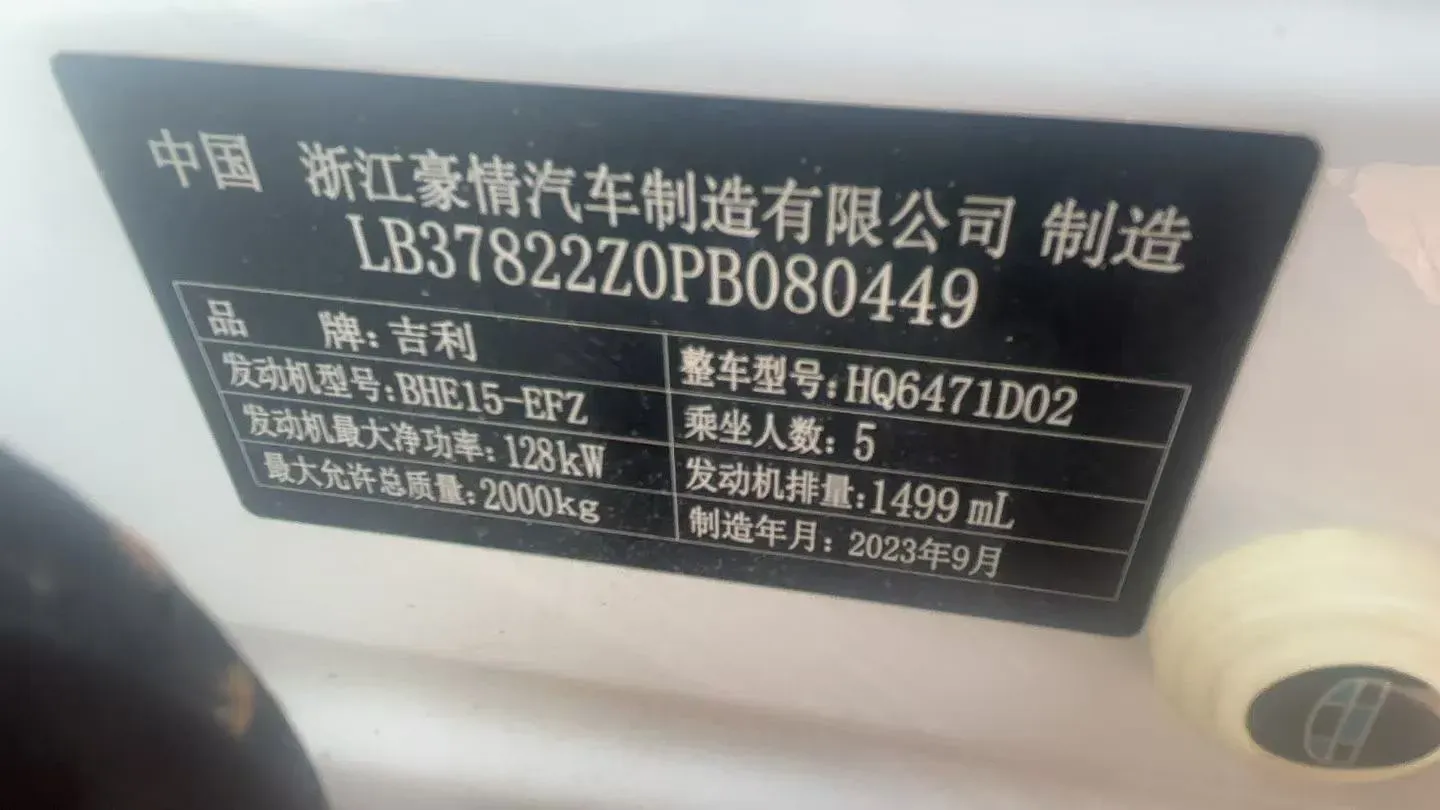 中国 浙江豪情汽车制造有限公司 制造
LB37822Z0PB080449
品 牌：吉利 整车型号：HQ6471D02
发动机型号：BHE15-EFZ 乘坐人数：5
发动机最大净功率：128kW 发动机排量：1499 mL
最大允许总质量：2000kg 制造年月：2023年9月